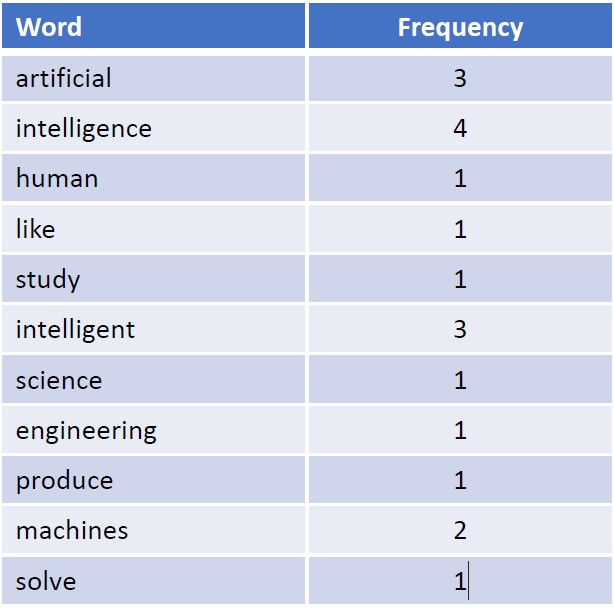 Word Frequency
artificial 3
intelligence 4
human 1
like 1
study 1
intelligent 3
science 1
engineering 1
produce 1
machines 2
solve 1